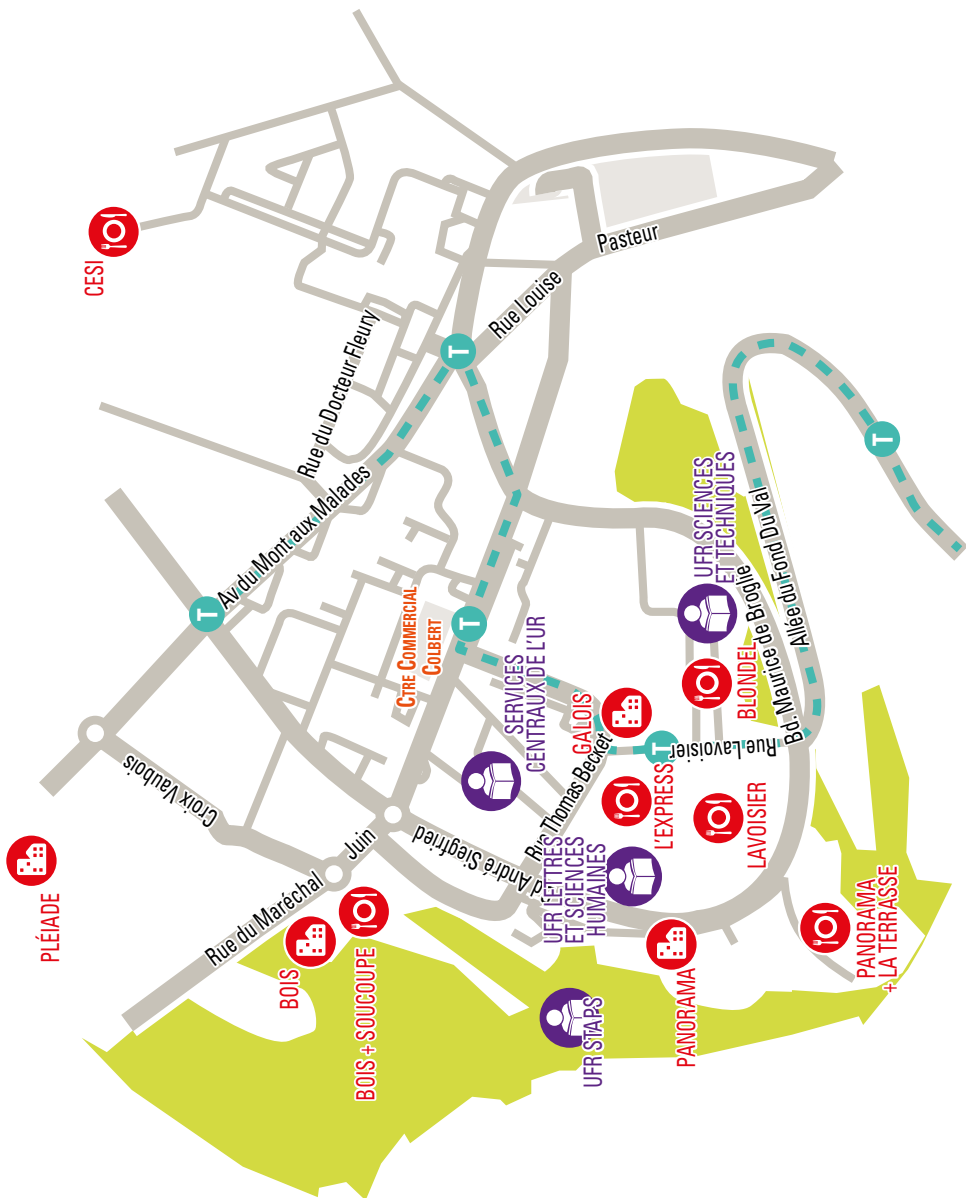 CESI
Rue du Docteur Fleury
Rue Louise
Pasteur
Av du Mont aux Malades
T
T
T
T
T
CTRE COMMERCIAL
COLBERT
SERVICES
CENTRAUX DE L'UR
UFR SCIENCES
ET TECHNIQUES
Allée du Fond Du Val
Bd. Maurice de Broglie
BLONDEL
GALOIS
Rue Lavoisier
Rue Thomas Becket
L'EXPRESS
LAVOISIER
Croix Vaubois
Juin
Rue du Maréchal
André Siegfried
UFR LETTRES
ET SCIENCES
HUMAINES
PLÉIADE
BOIS
BOIS + SOUCOUPE
UFR STAPS
PANORAMA
PANORAMA
+ LA TERRASSE